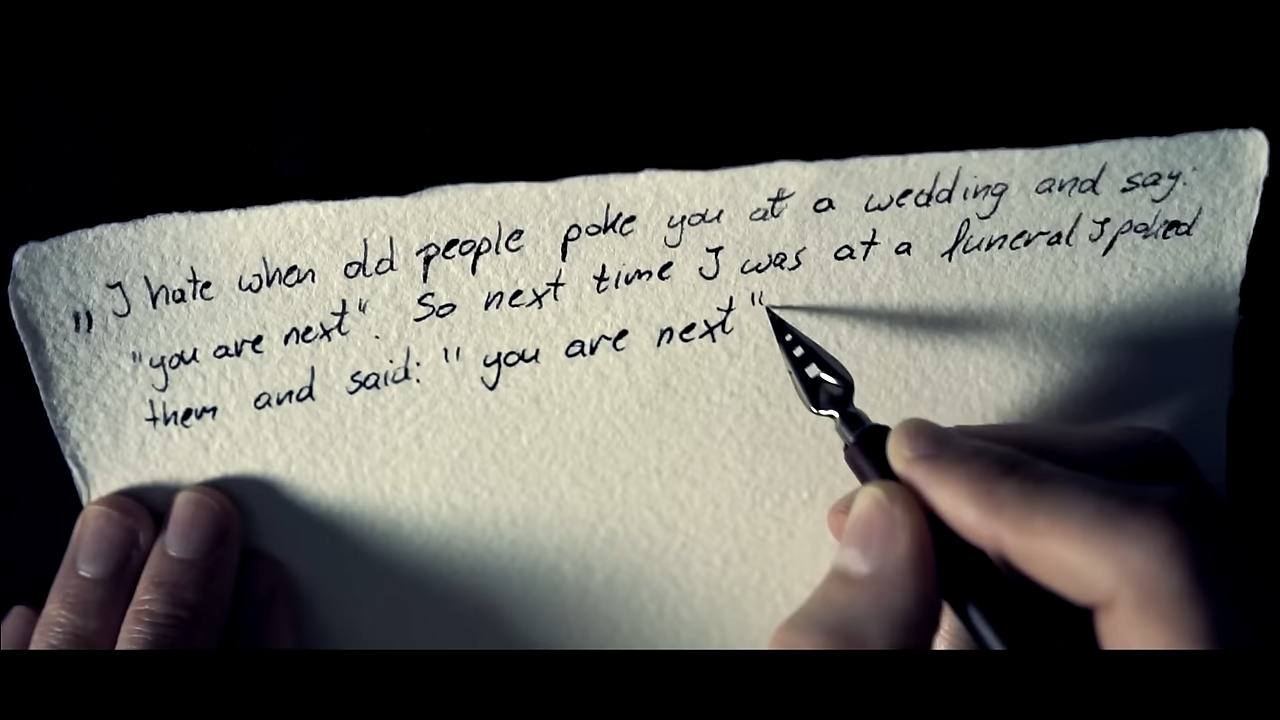 „ I hate when old people poke you at a wedding and say:
"you are next". So next time I was at a funeral I poked
them and said: " you are next "